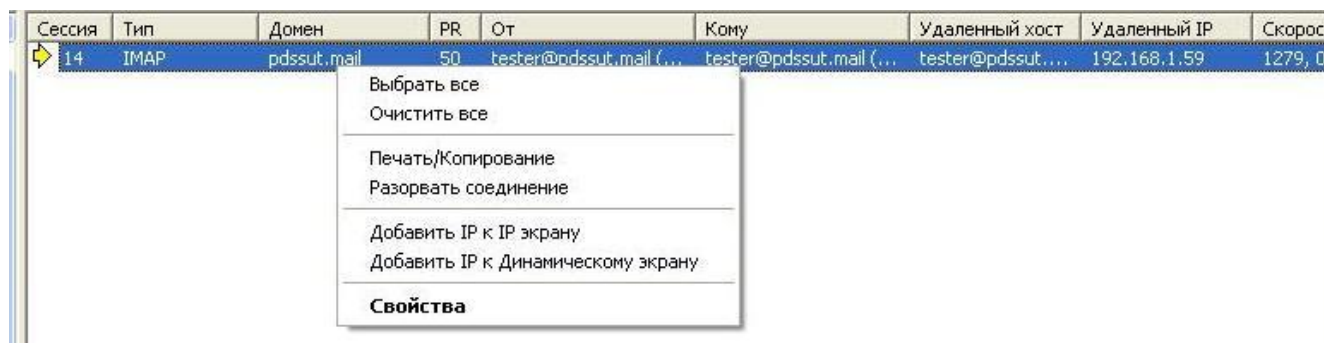 Сессия Тип Домен PR От Кому Удаленный хост Удаленный IP Скорос
14 IMAP pdssut.mail 50 tester@pdssut.mail (... tester@pdssut.mail (... tester@pdssut.... 192.168.1.59 1279, 0
Выбрать все
Очистить все
Печать/Копирование
Разорвать соединение
Добавить IP к IP экрану
Добавить IP к Динамическому экрану
Свойства